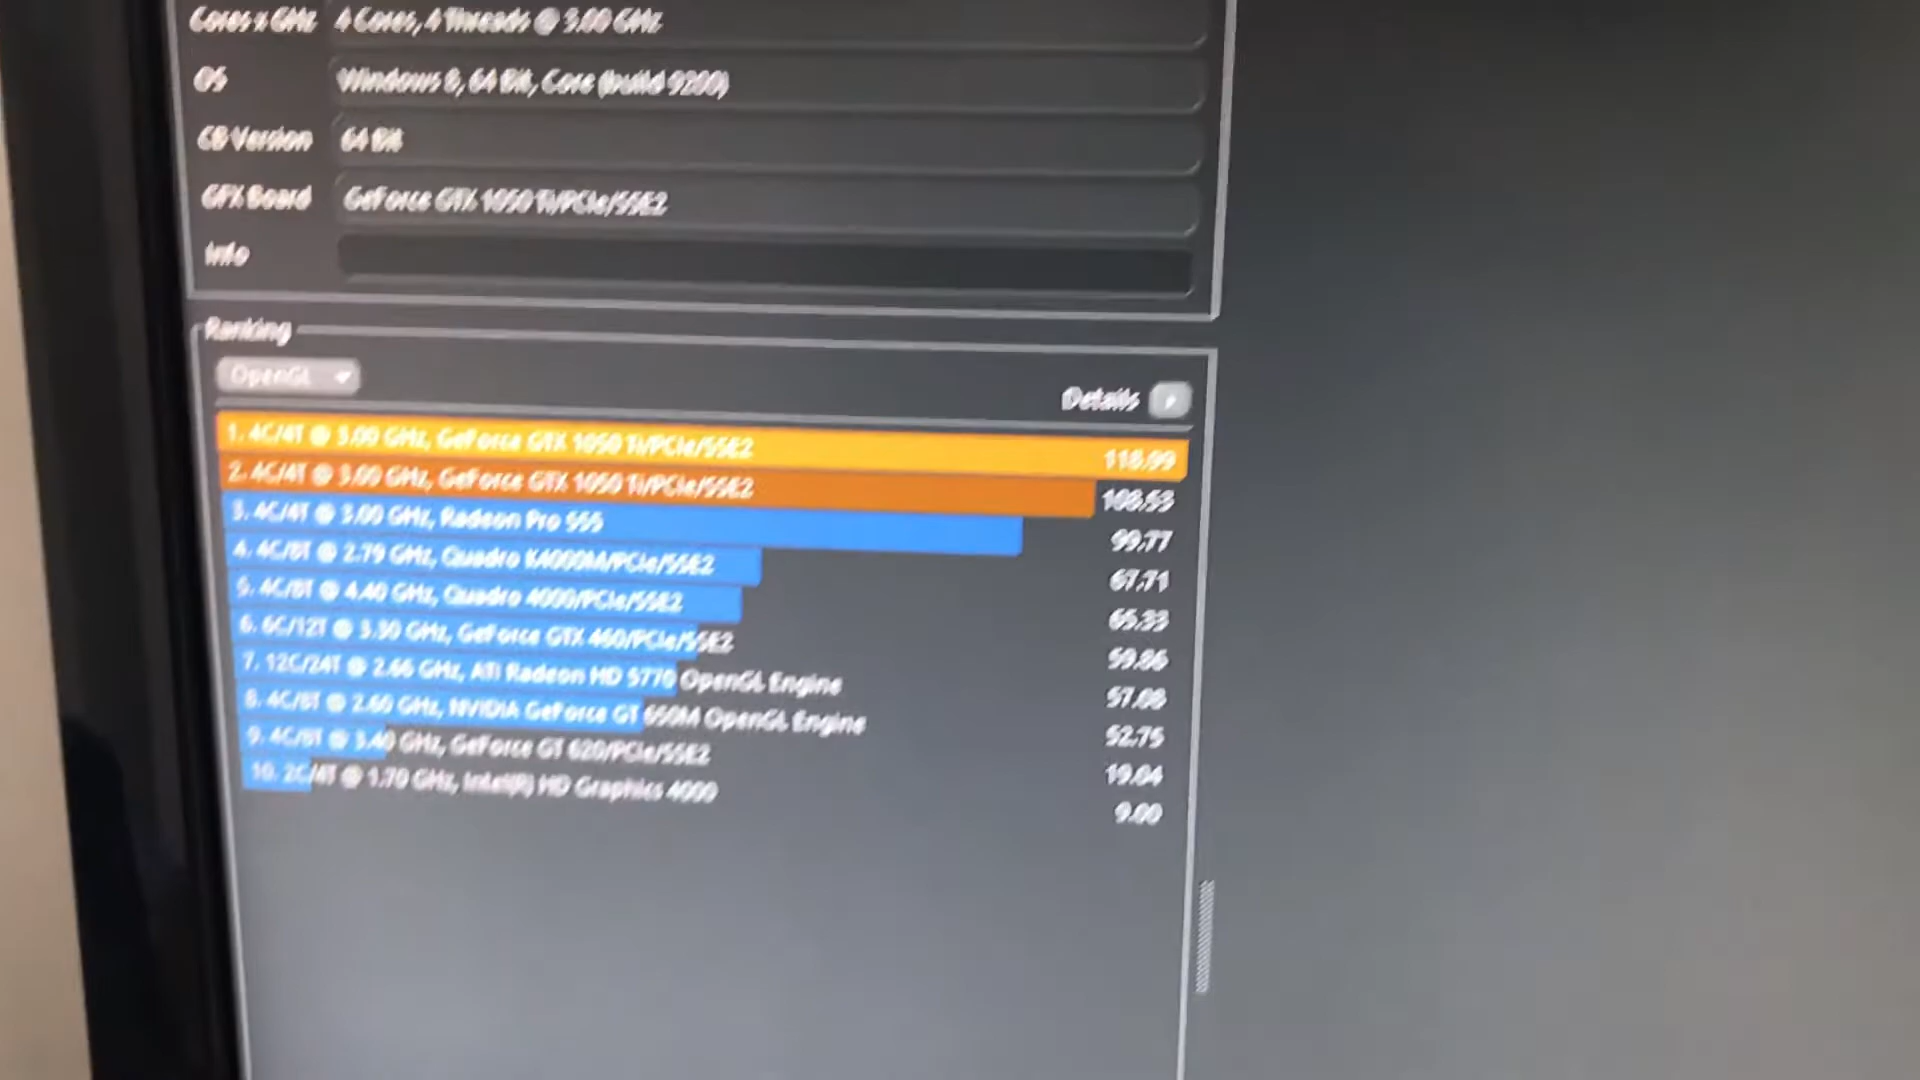 Cores x GHz 4 Cores, 4 Threads @ 3.00 GHz
OS Windows 8, 64 Bit, Core (build 9200)
CB Version 64 Bit
GFX Board GeForce GTX 1050 Ti/PCIe/SSE2
Info
Ranking
OpenGL
Details
1. 4C/4T @ 3.00 GHz, GeForce GTX 1050 Ti/PCIe/SSE2 118.99
2. 4C/4T @ 3.00 GHz, GeForce GTX 1050 Ti/PCIe/SSE2 108.53
3. 4C/4T @ 3.00 GHz, Radeon Pro 555 99.77
4. 4C/8T @ 2.79 GHz, Quadro K4000M/PCIe/SSE2 67.71
5. 4C/8T @ 4.40 GHz, Quadro 4000/PCIe/SSE2 65.33
6. 6C/12T @ 3.30 GHz, GeForce GTX 460/PCIe/SSE2 59.86
7. 12C/24T @ 2.66 GHz, ATI Radeon HD 5770 OpenGL Engine 57.08
8. 4C/8T @ 2.60 GHz, NVIDIA GeForce GT 650M OpenGL Engine 52.75
9. 4C/8T @ 3.40 GHz, GeForce GT 620/PCIe/SSE2 19.04
10. 2C/4T @ 1.70 GHz, Intel(R) HD Graphics 4000 9.00